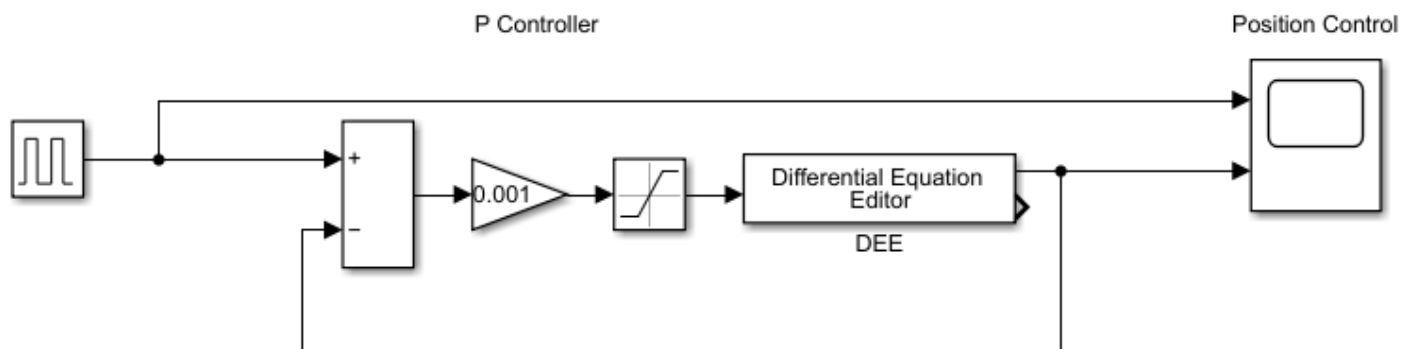 P Controller
Position Control
+
0.001
Differential Equation
Editor
−
DEE